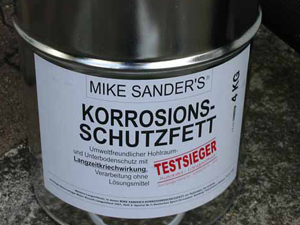 MIKE SANDER'S®
KORROSIONS-
SCHUTZFETT
4 KG
Umweltfreundlicher Hohlraum-
und Unterbodenschutz mit
Langzeitkriechwirkung.
Verarbeitung ohne
Lösungsmittel
TESTSIEGER